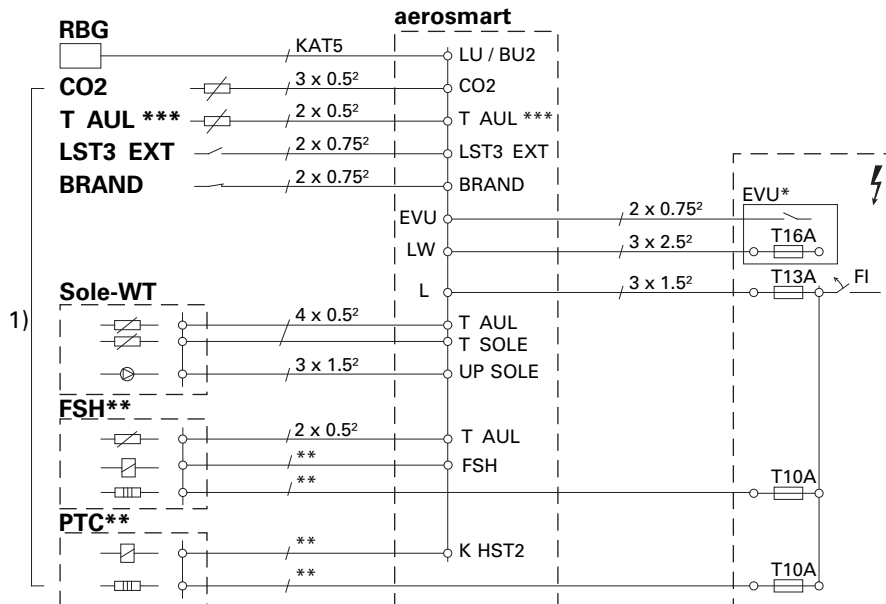 aerosmart
RBG KAT5 LU / BU2
CO2 3 x 0.5² CO2
T AUL *** 2 x 0.5² T AUL ***
LST3 EXT 2 x 0.75² LST3 EXT
BRAND 2 x 0.75² BRAND
EVU 2 x 0.75² EVU*
LW 3 x 2.5² T16A
L 3 x 1.5² T13A FI
1)
Sole-WT
4 x 0.5² T AUL
T SOLE
3 x 1.5² UP SOLE
FSH**
2 x 0.5² T AUL
** FSH
** T10A
PTC**
** K HST2
** T10A